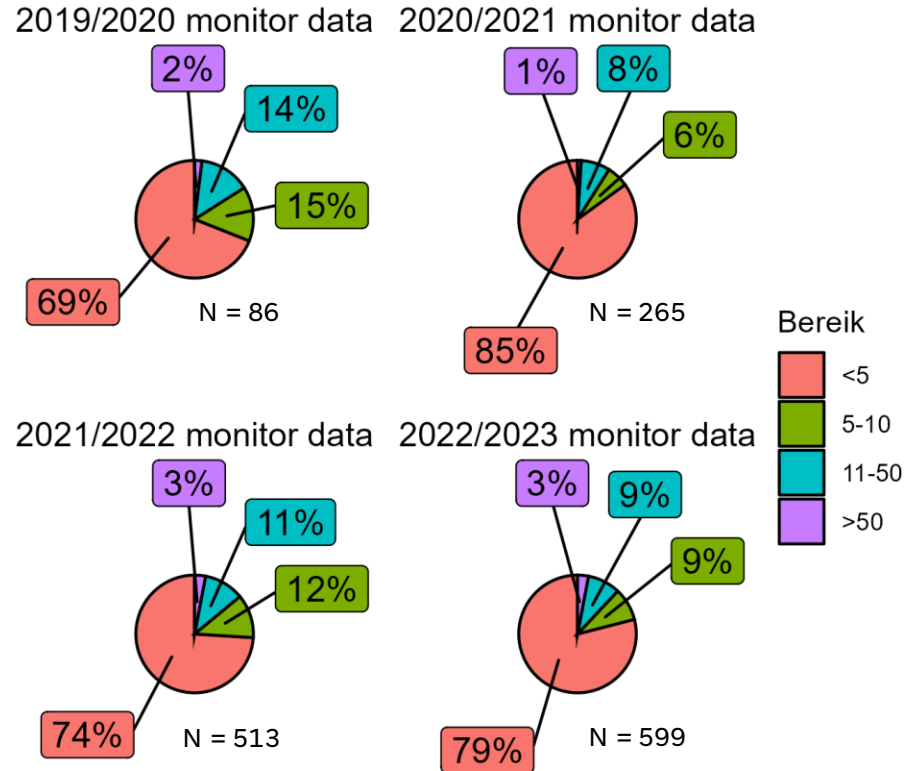 2019/2020 monitor data
2%
14%
15%
69%
N = 86
2020/2021 monitor data
1%
8%
6%
85%
N = 265
2021/2022 monitor data
3%
11%
12%
74%
N = 513
2022/2023 monitor data
3%
9%
9%
79%
N = 599
Bereik
<5
5-10
11-50
>50